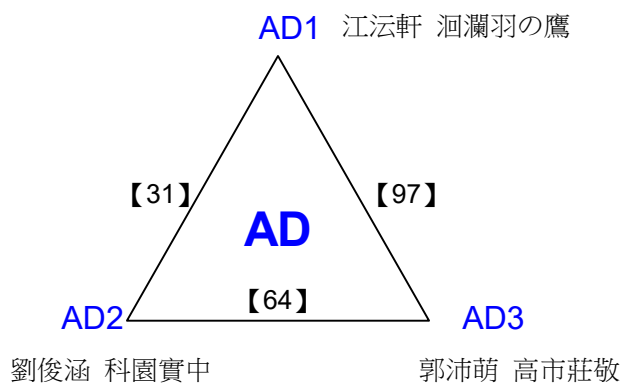 AD1 江沄軒 洄瀾羽の鷹
【31】 【97】
AD
【64】
AD2 AD3
劉俊涵 科園實中 郭沛萌 高市莊敬